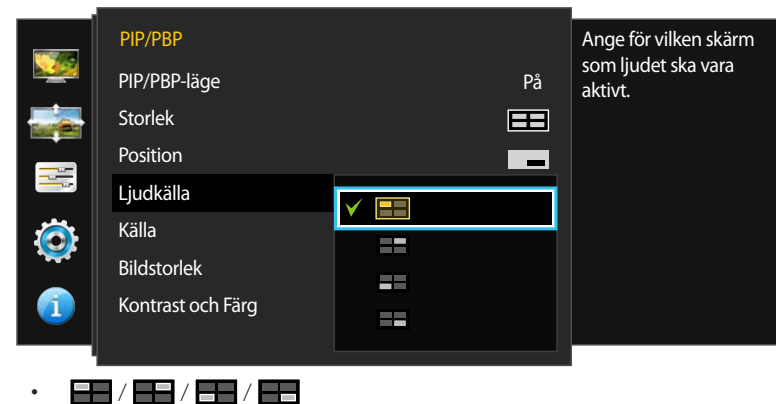 PIP/PBP
PIP/PBP-läge På
Storlek
Position
Ljudkälla
Källa
Bildstorlek
Kontrast och Färg
Ange för vilken skärm
som ljudet ska vara
aktivt.
• / / /